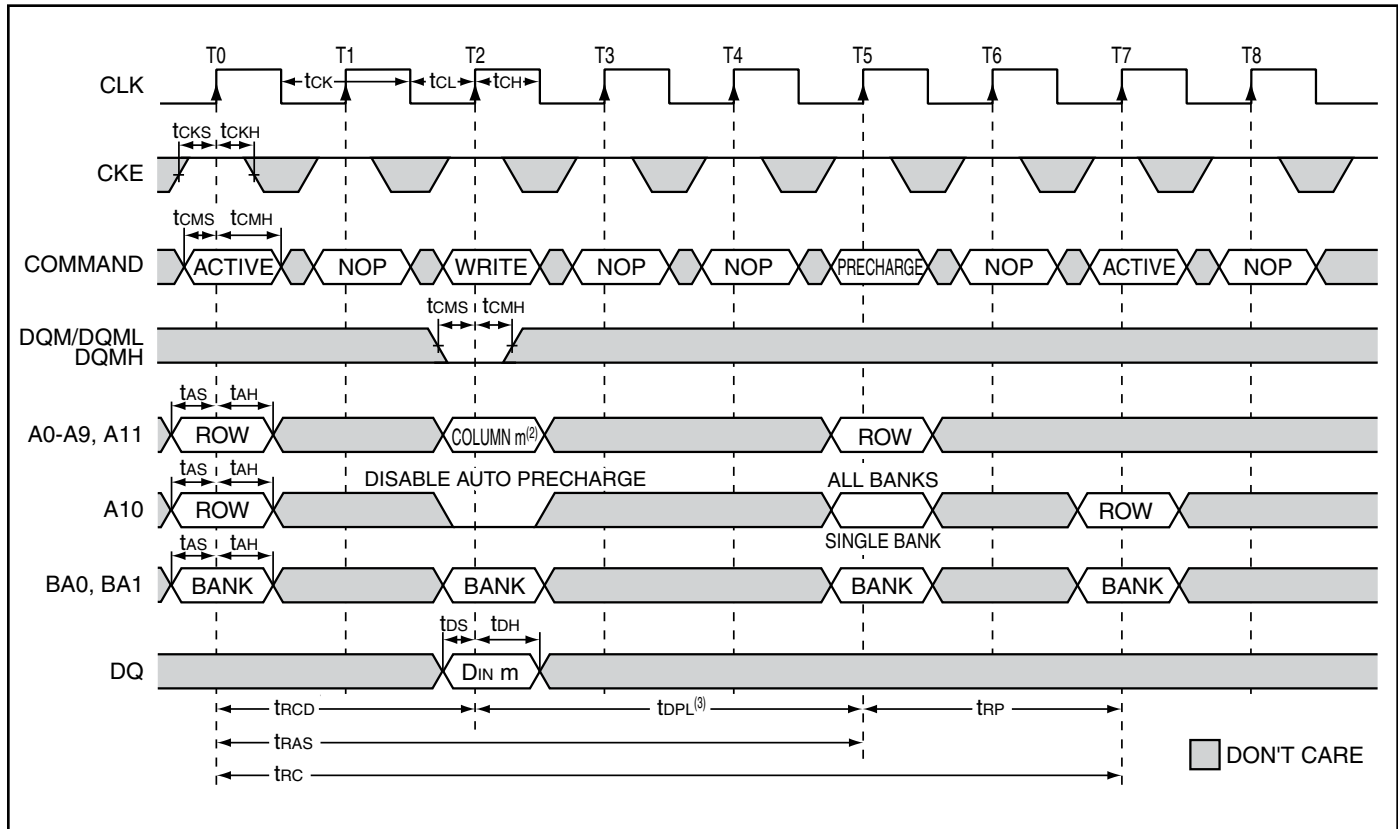 T0 T1 T2 T3 T4 T5 T6 T7 T8
CLK tCK tCL tCH
tCKS tCKH
CKE
tCMS tCMH
COMMAND ACTIVE NOP WRITE NOP NOP PRECHARGE NOP ACTIVE NOP
tCMS tCMH
DQM/DQML
DQMH
tAS tAH
A0-A9, A11 ROW COLUMN m(2) ROW
tAS tAH DISABLE AUTO PRECHARGE ALL BANKS
A10 ROW ROW
tAS tAH SINGLE BANK
BA0, BA1 BANK BANK BANK BANK
tDS tDH
DQ DIN m
tRCD tDPL(3) tRP
tRAS
DON'T CARE
tRC